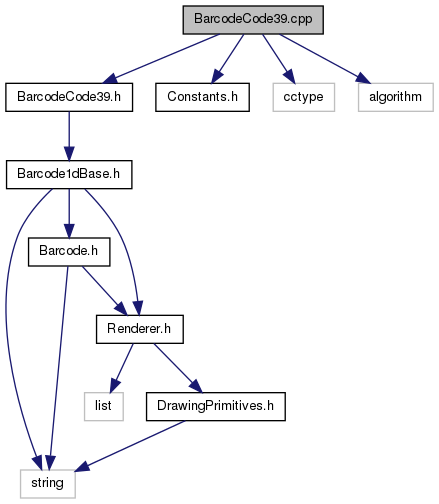 BarcodeCode39.cpp
BarcodeCode39.h
Constants.h
cctype
algorithm
Barcode1dBase.h
Barcode.h
Renderer.h
list
DrawingPrimitives.h
string